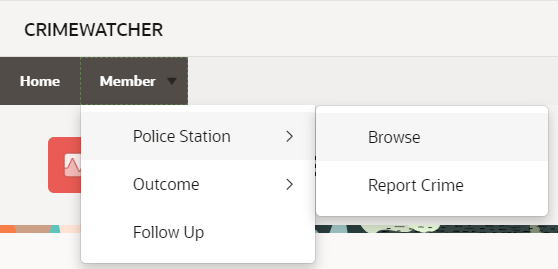 CRIMEWATCHER
Home
Member
Police Station
Browse
Outcome
Report Crime
Follow Up